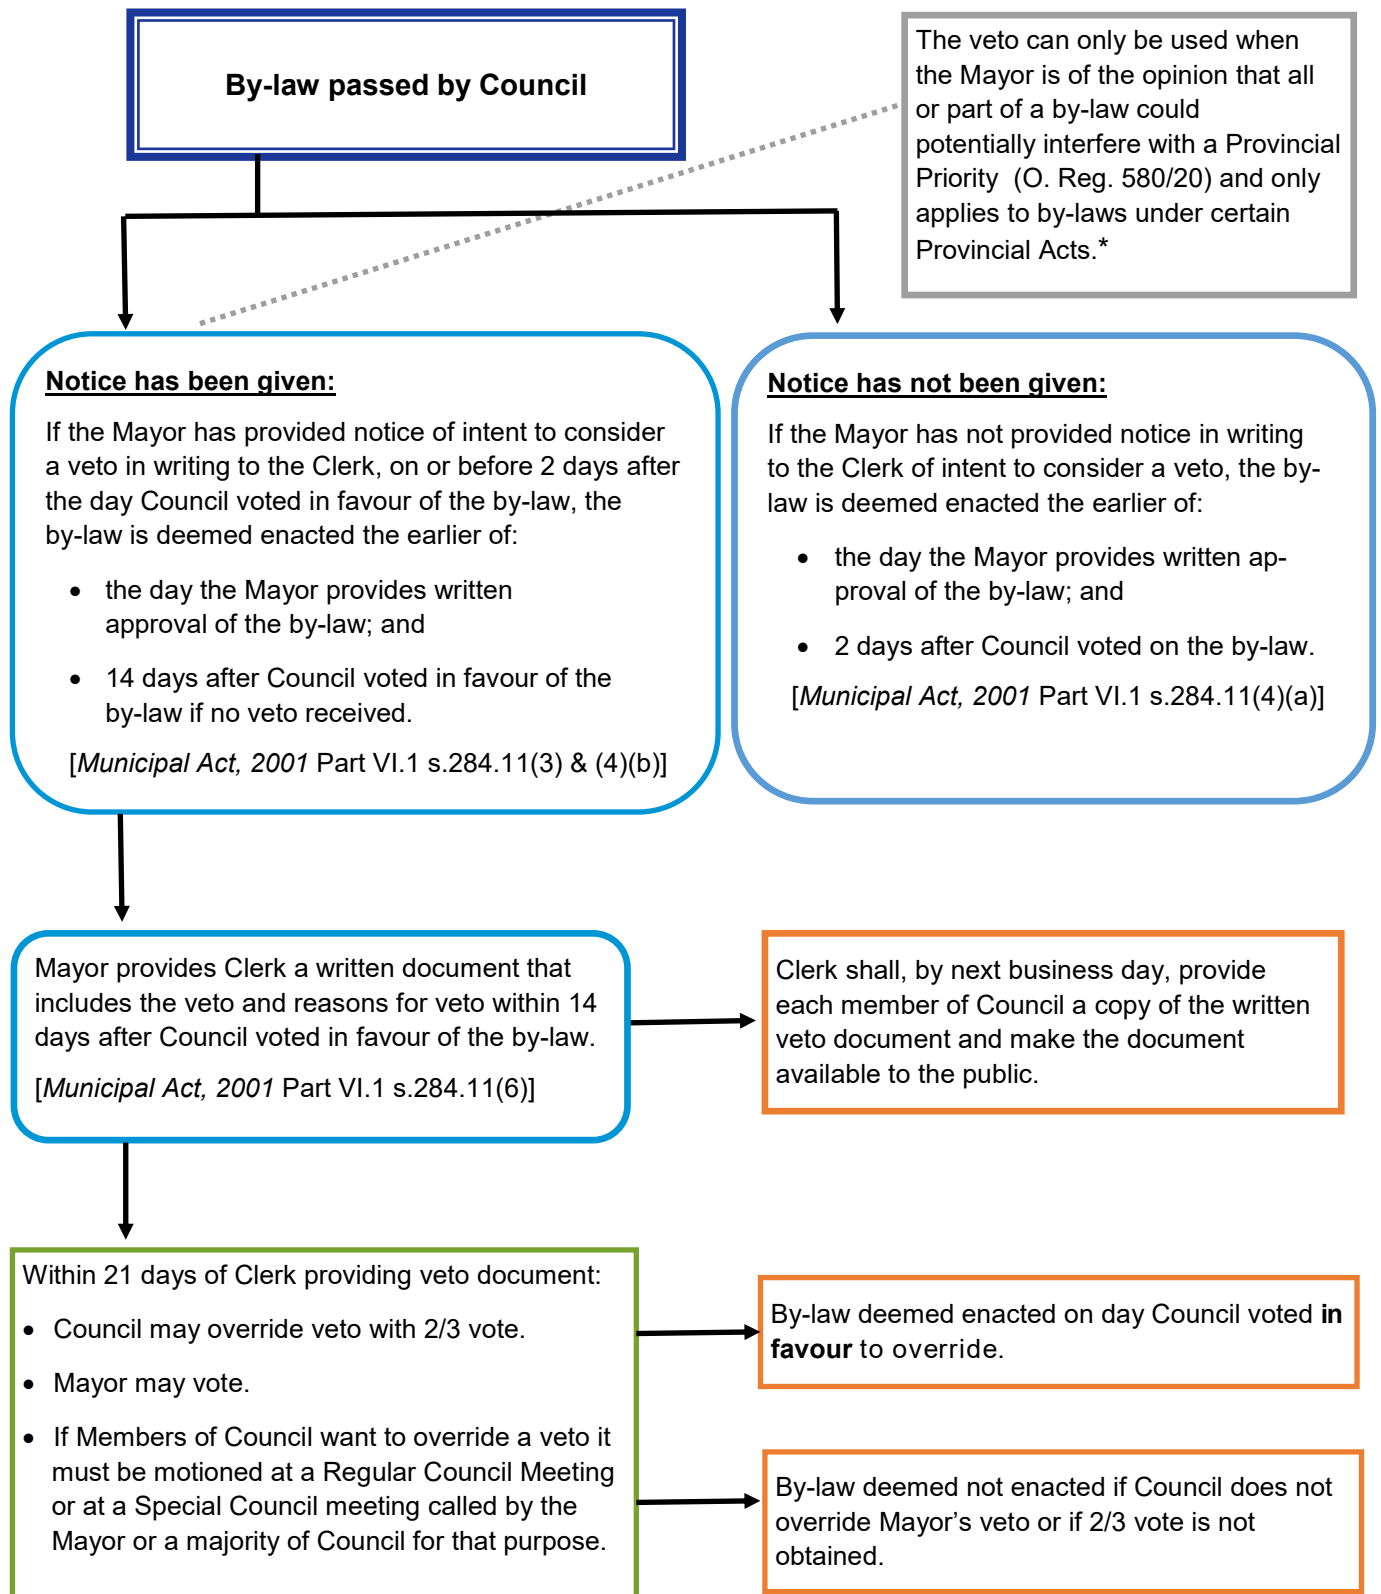 By-law passed by Council
The veto can only be used when
the Mayor is of the opinion that all
or part of a by-law could
potentially interfere with a Provincial
Priority (O. Reg. 580/20) and only
applies to by-laws under certain
Provincial Acts.*
Notice has been given:
If the Mayor has provided notice of intent to consider
a veto in writing to the Clerk, on or before 2 days after
the day Council voted in favour of the by-law, the
by-law is deemed enacted the earlier of:
• the day the Mayor provides written
approval of the by-law; and
• 14 days after Council voted in favour of the
by-law if no veto received.
[Municipal Act, 2001 Part VI.1 s.284.11(3) & (4)(b)]
Notice has not been given:
If the Mayor has not provided notice in writing
to the Clerk of intent to consider a veto, the by-
law is deemed enacted the earlier of:
• the day the Mayor provides written ap-
proval of the by-law; and
• 2 days after Council voted on the by-law.
[Municipal Act, 2001 Part VI.1 s.284.11(4)(a)]
Mayor provides Clerk a written document that
includes the veto and reasons for veto within 14
days after Council voted in favour of the by-law.
[Municipal Act, 2001 Part VI.1 s.284.11(6)]
Clerk shall, by next business day, provide
each member of Council a copy of the written
veto document and make the document
available to the public.
Within 21 days of Clerk providing veto document:
• Council may override veto with 2/3 vote.
• Mayor may vote.
• If Members of Council want to override a veto it
must be motioned at a Regular Council Meeting
or at a Special Council meeting called by the
Mayor or a majority of Council for that purpose.
By-law deemed enacted on day Council voted in
favour to override.
By-law deemed not enacted if Council does not
override Mayor's veto or if 2/3 vote is not
obtained.